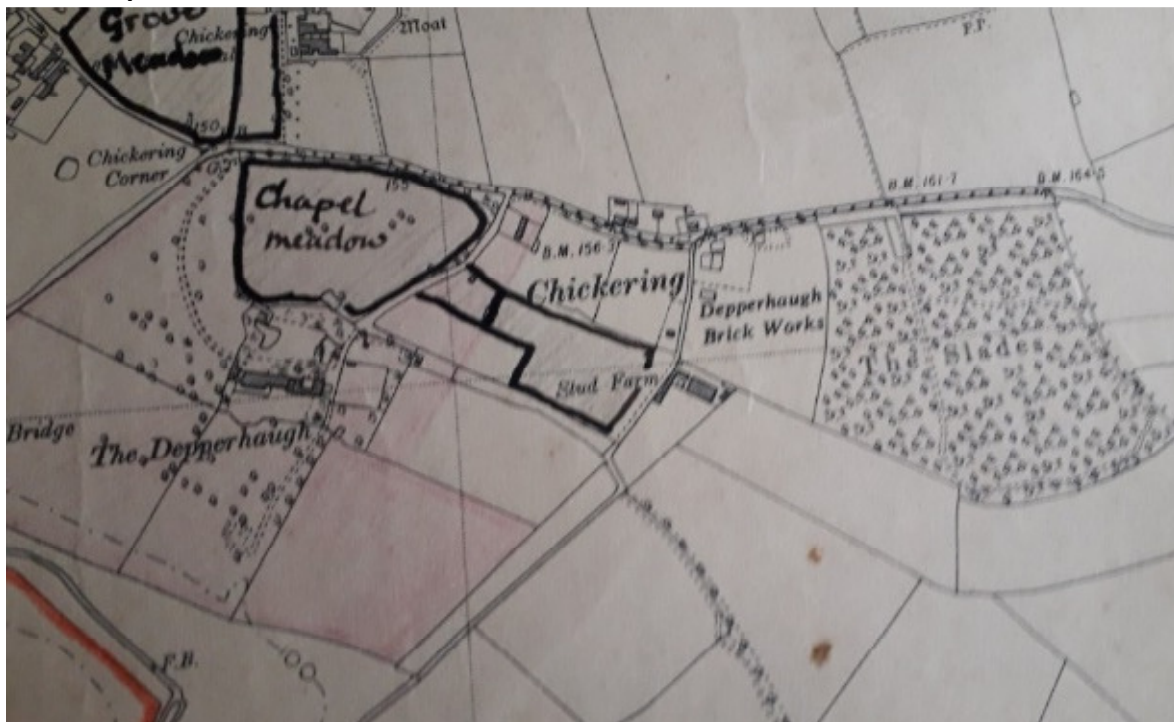 Grove
Meadow
Chickering
Moat
F.P.
150
Chickering
Corner
155
Chapel
meadow
B.M. 161·7
B.M. 164·5
B.M. 156·3
Chickering
Depperhaugh
Brick Works
The Slades
Stud Farm
Bridge
The Depperhaugh
F.B.